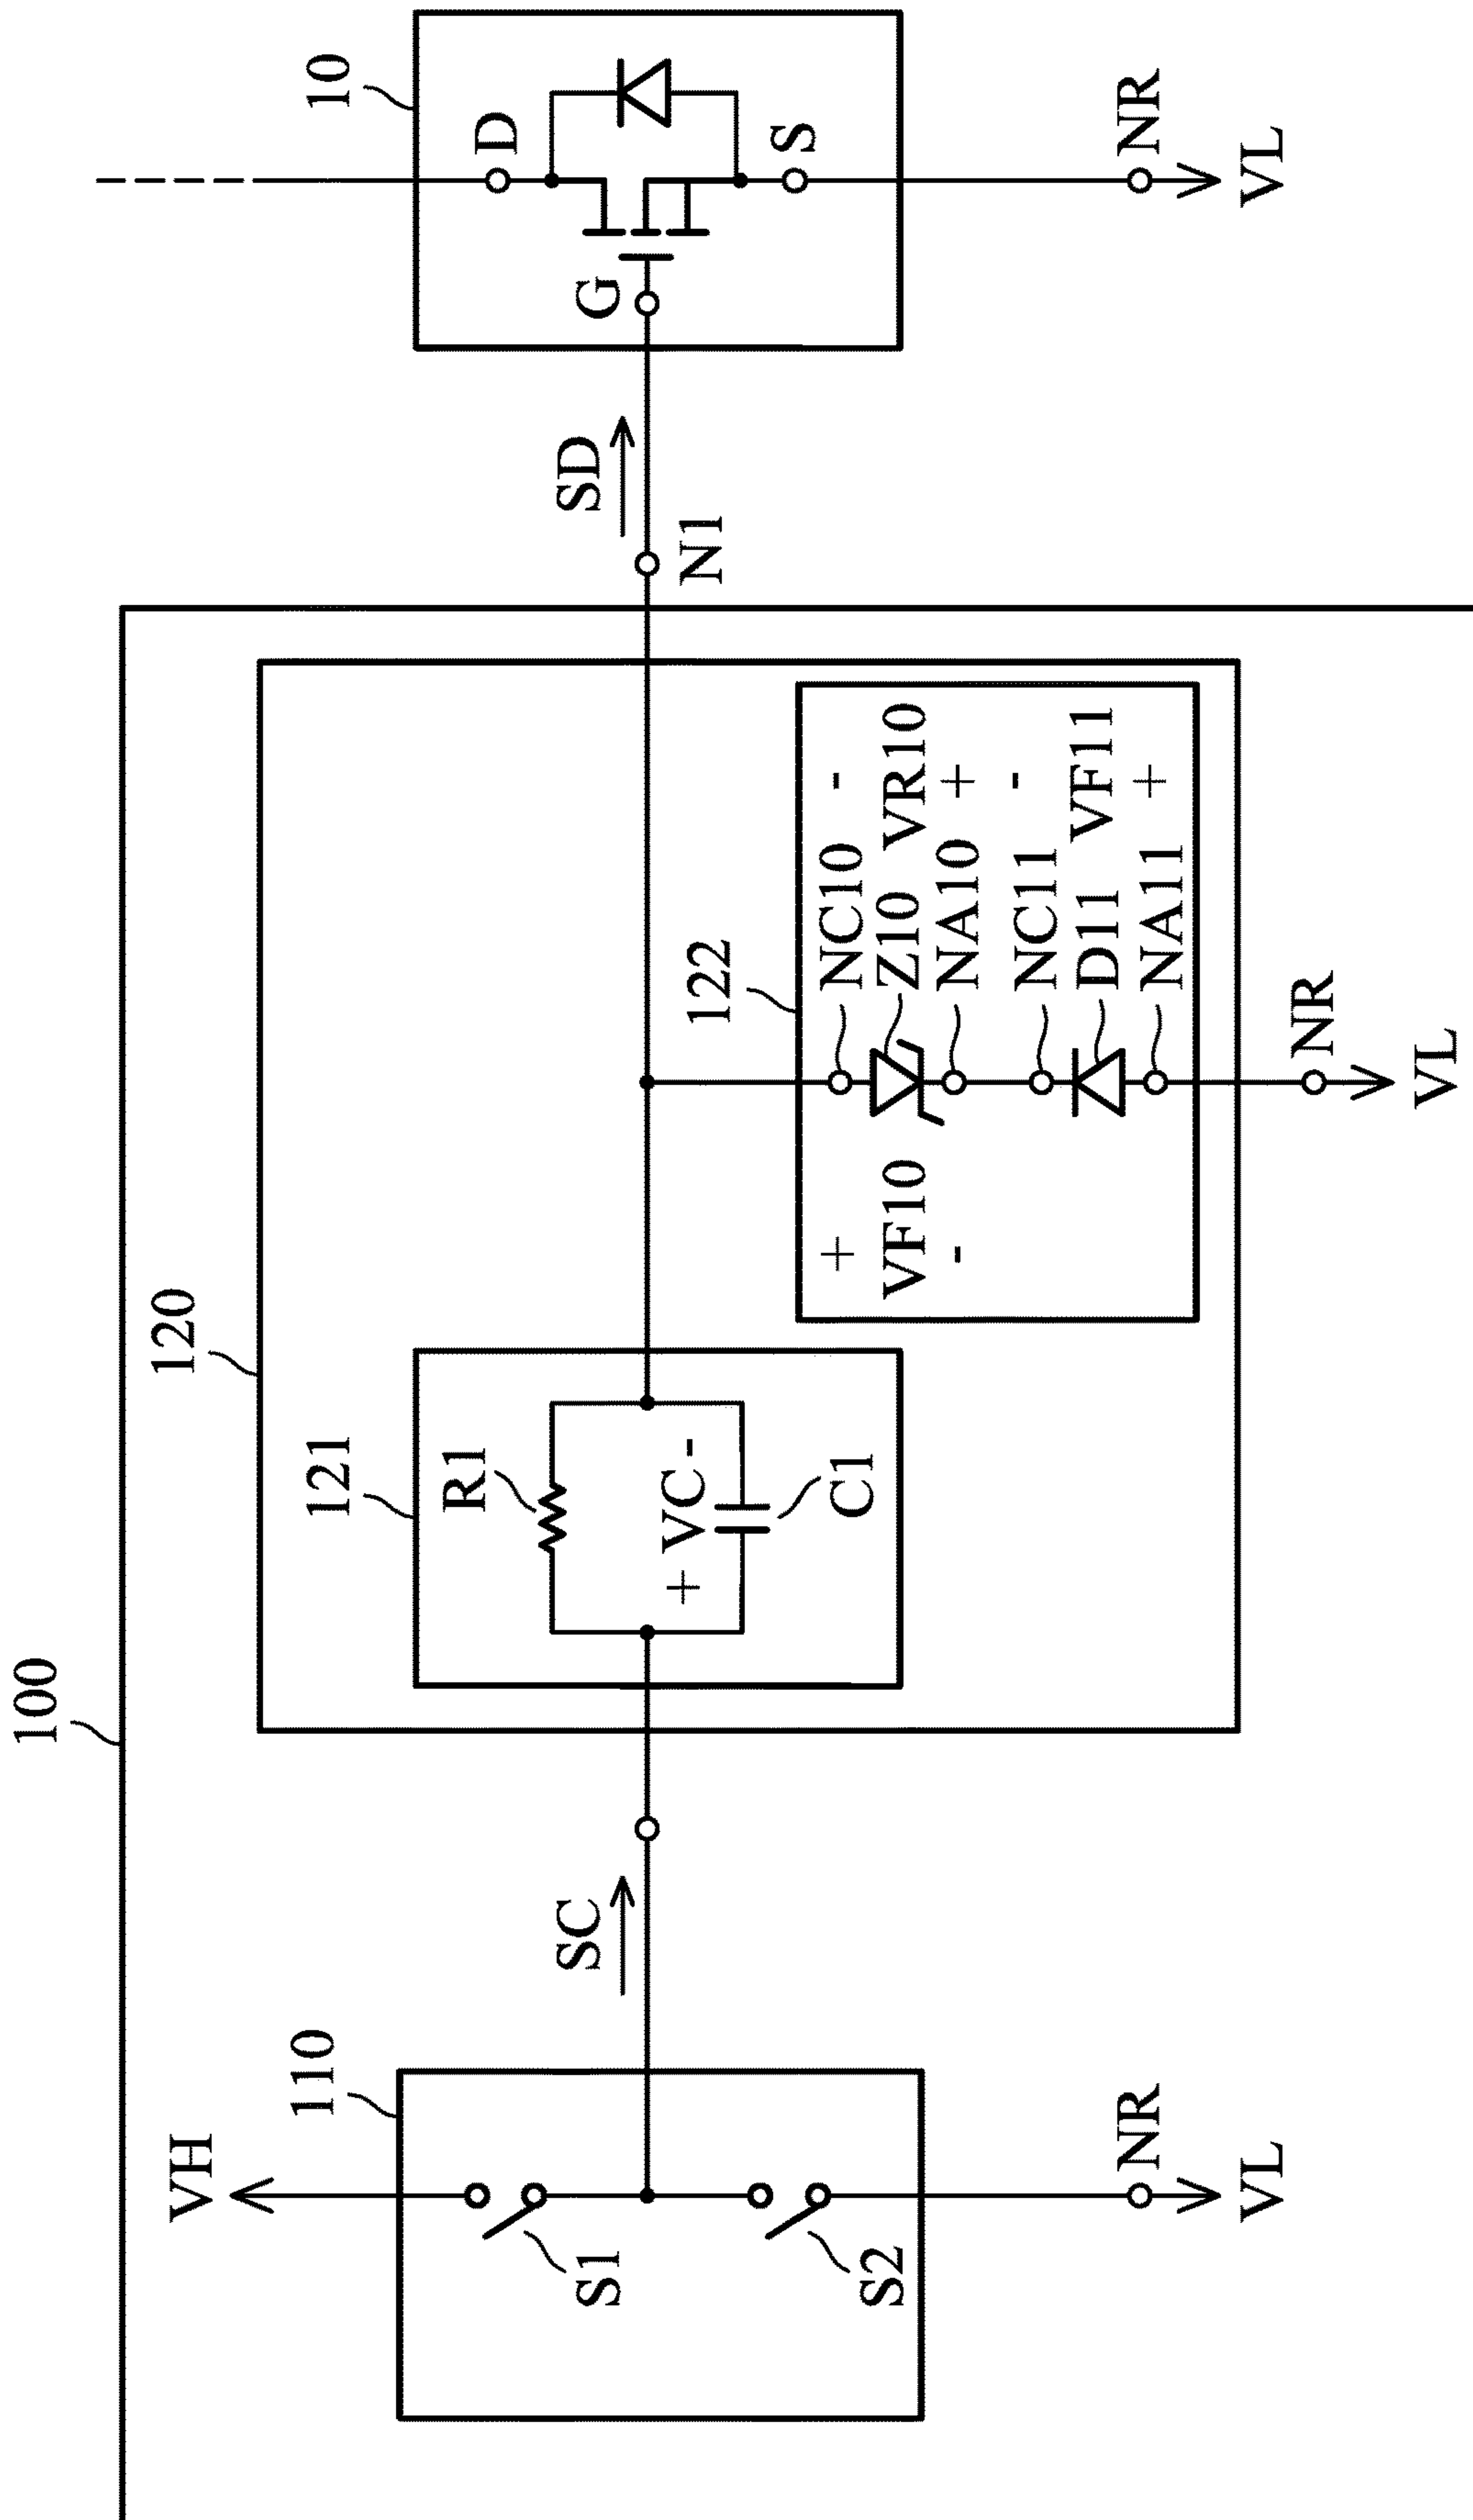 100
120
110
VH
S1
S2
NR
VL
SC
121
R1
+ VC -
C1
122
+
VF10
-
NC10
Z10
NA10
NC11
D11
NA11
-
VR10
+
-
VF11
+
NR
VL
N1
SD
10
D
G
S
NR
VL